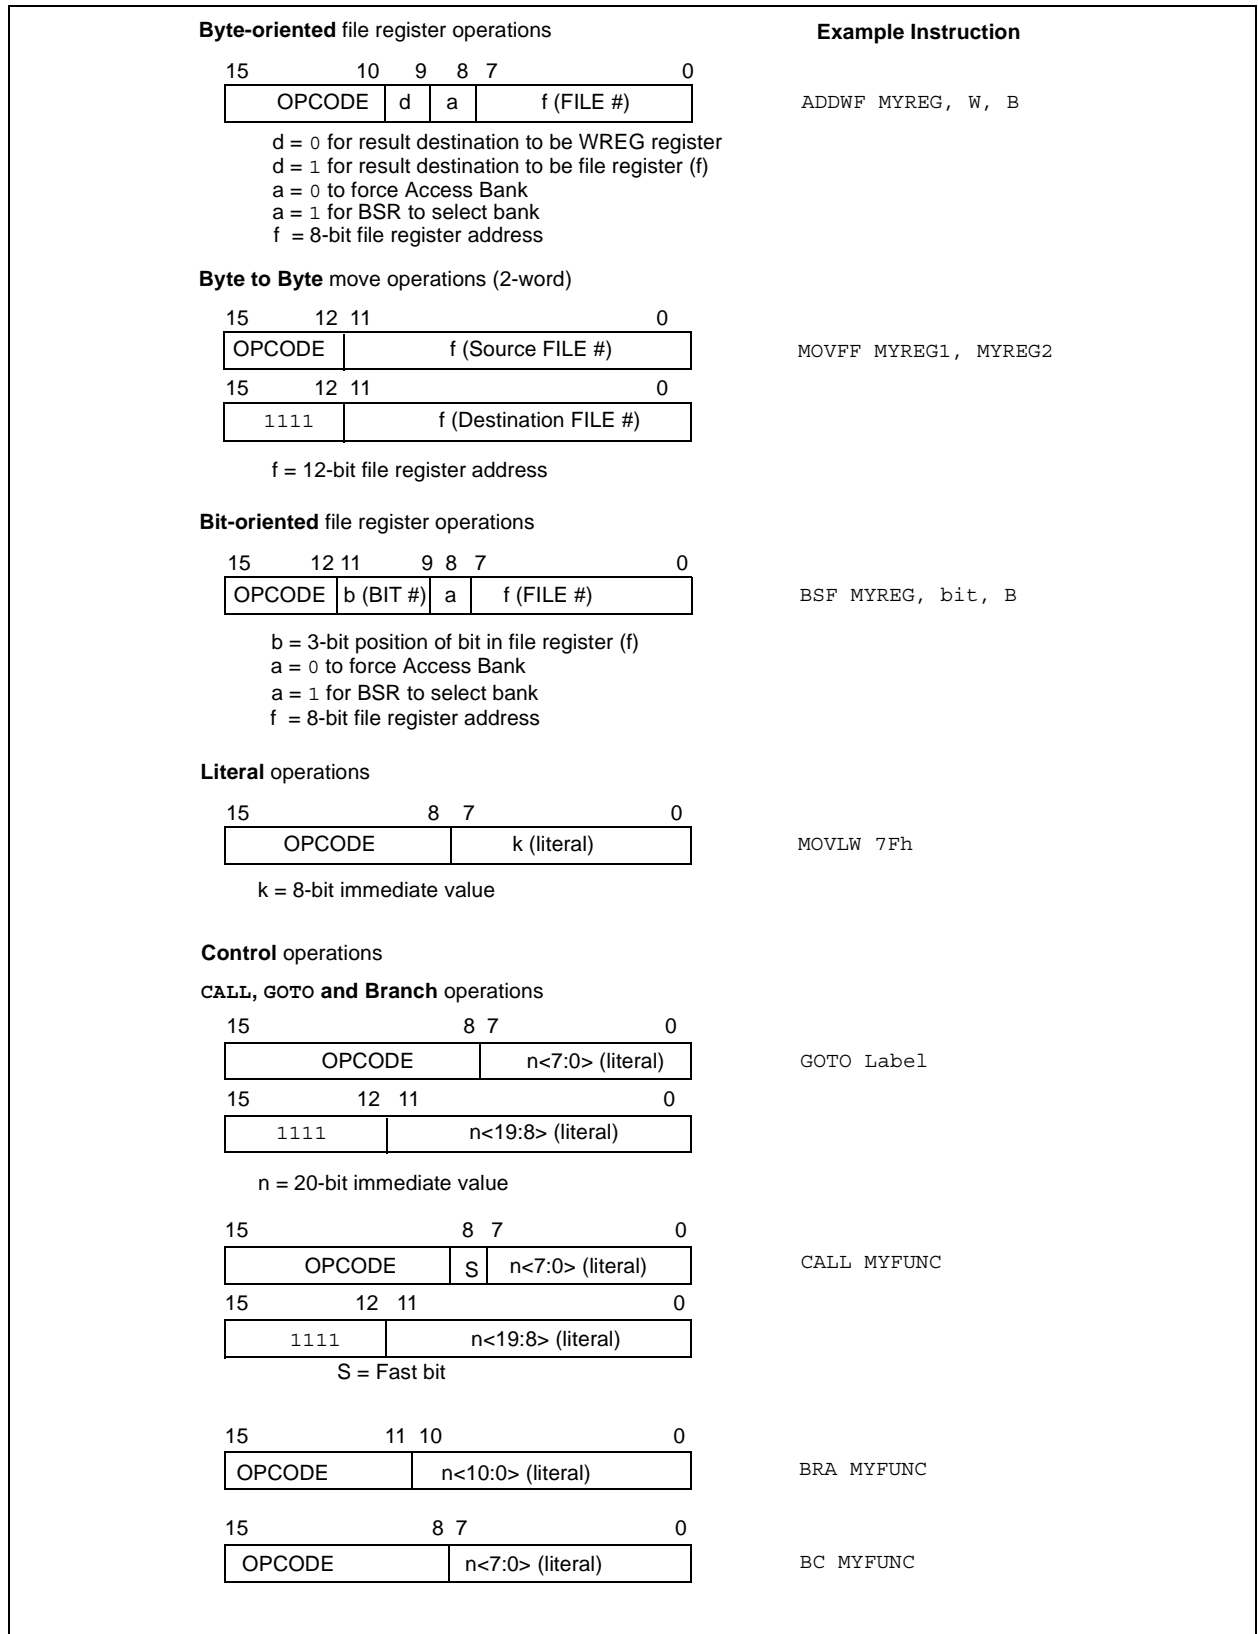 Byte-oriented file register operations Example Instruction
15 10 9 8 7 0
OPCODE d a f (FILE #) ADDWF MYREG, W, B
d = 0 for result destination to be WREG register
d = 1 for result destination to be file register (f)
a = 0 to force Access Bank
a = 1 for BSR to select bank
f = 8-bit file register address
Byte to Byte move operations (2-word)
15 12 11 0
OPCODE f (Source FILE #) MOVFF MYREG1, MYREG2
15 12 11 0
1111 f (Destination FILE #)
f = 12-bit file register address
Bit-oriented file register operations
15 12 11 9 8 7 0
OPCODE b (BIT #) a f (FILE #) BSF MYREG, bit, B
b = 3-bit position of bit in file register (f)
a = 0 to force Access Bank
a = 1 for BSR to select bank
f = 8-bit file register address
Literal operations
15 8 7 0
OPCODE k (literal) MOVLW 7Fh
k = 8-bit immediate value
Control operations
CALL, GOTO and Branch operations
15 8 7 0
OPCODE n<7:0> (literal) GOTO Label
15 12 11 0
1111 n<19:8> (literal)
n = 20-bit immediate value
15 8 7 0
OPCODE S n<7:0> (literal) CALL MYFUNC
15 12 11 0
1111 n<19:8> (literal)
S = Fast bit
15 11 10 0
OPCODE n<10:0> (literal) BRA MYFUNC
15 8 7 0
OPCODE n<7:0> (literal) BC MYFUNC